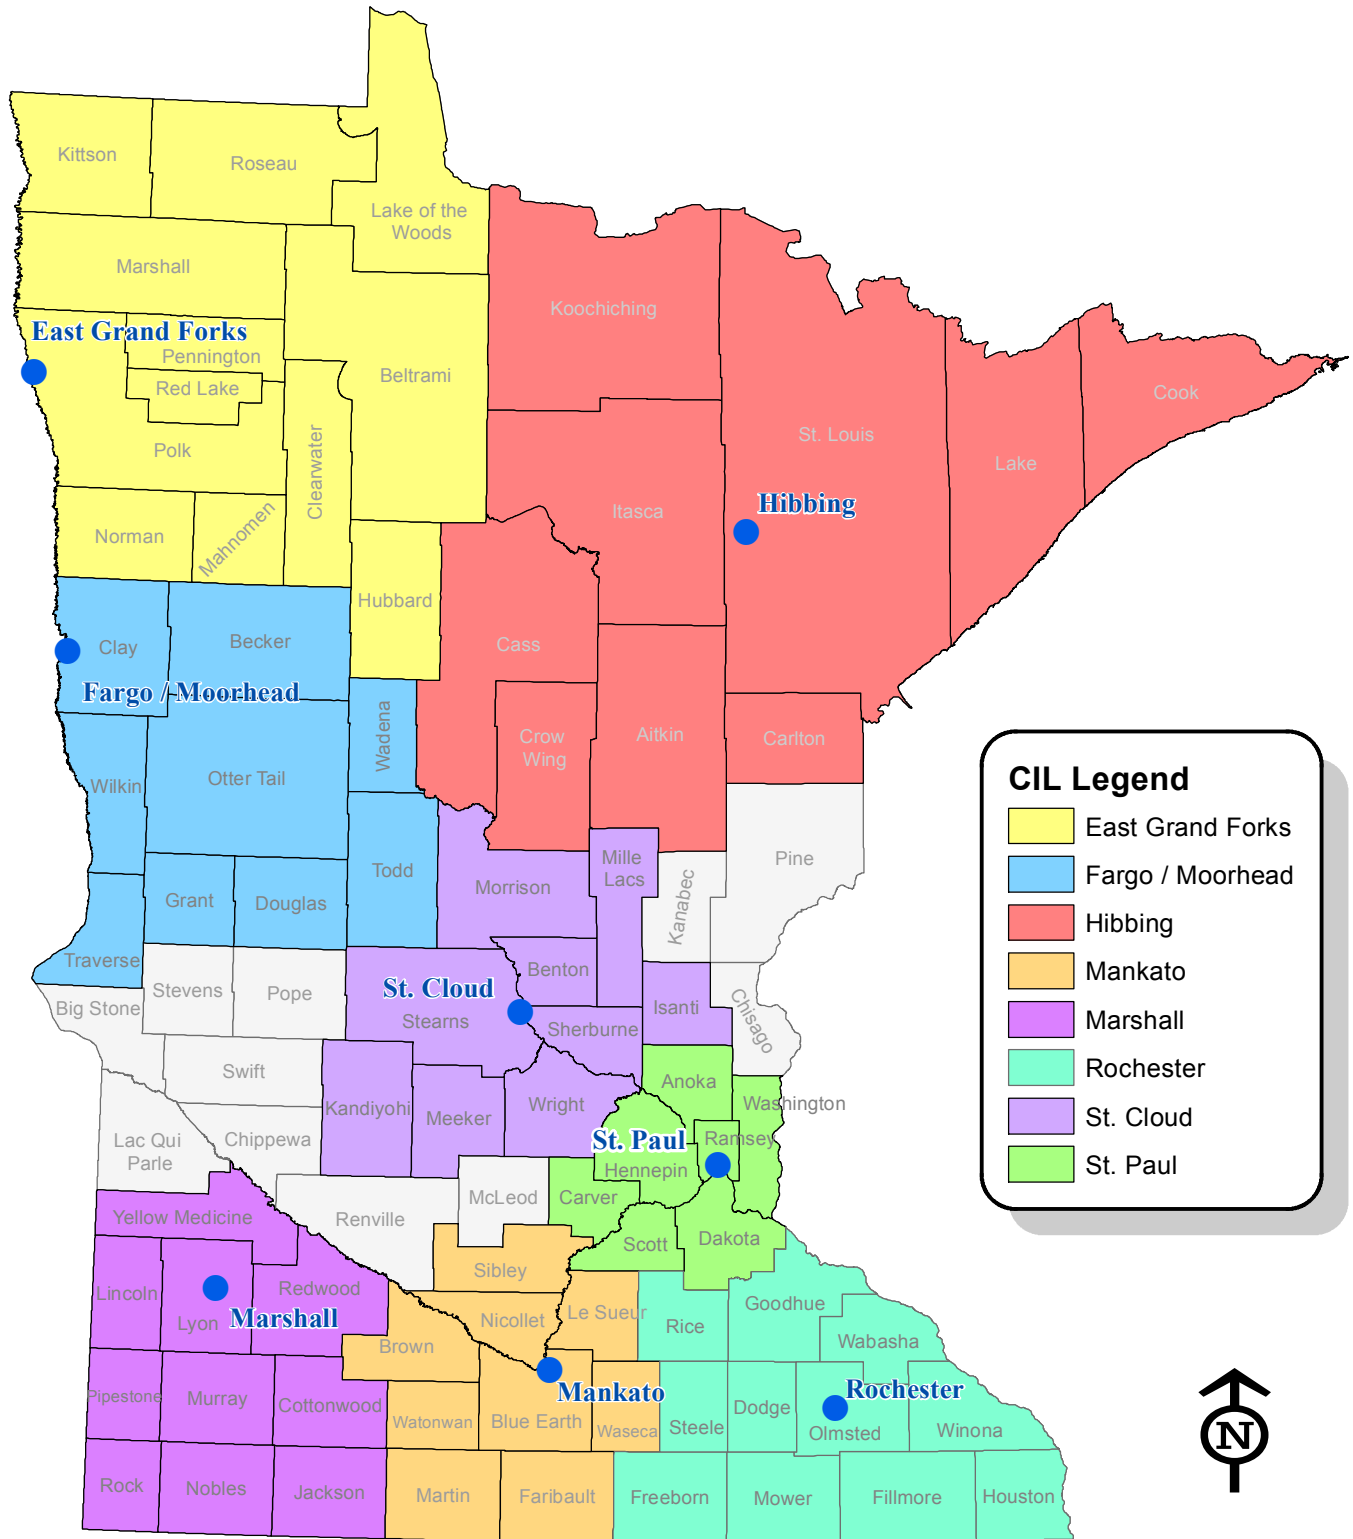 Kittson
Roseau
Lake of the
Woods
Marshall
Koochiching
East Grand Forks
Pennington
Red Lake
Beltrami
Cook
St. Louis
Polk
Clearwater
Lake
Hibbing
Itasca
Norman
Mahnomen
Hubbard
Clay
Becker
Cass
Fargo / Moorhead
Wadena
Crow
Wing
Aitkin
Carlton
Wilkin
Otter Tail
CIL Legend
East Grand Forks
Fargo / Moorhead
Hibbing
Mankato
Marshall
Rochester
St. Cloud
St. Paul
Todd
Mille
Lacs
Pine
Morrison
Grant
Douglas
Kanabec
Traverse
Benton
Stevens
Pope
St. Cloud
Big Stone
Stearns
Sherburne
Isanti
Chisago
Swift
Kandiyohi
Meeker
Wright
Anoka
Washington
Lac Qui
Parle
Chippewa
St. Paul
Ramsey
Hennepin
McLeod
Carver
Yellow Medicine
Renville
Scott
Dakota
Sibley
Lincoln
Redwood
Lyon
Marshall
Nicollet
Le Sueur
Goodhue
Rice
Wabasha
Brown
Pipestone
Murray
Cottonwood
Mankato
Rochester
Watonwan
Blue Earth
Waseca
Steele
Dodge
Olmsted
Winona
N
Rock
Nobles
Jackson
Martin
Faribault
Freeborn
Mower
Fillmore
Houston